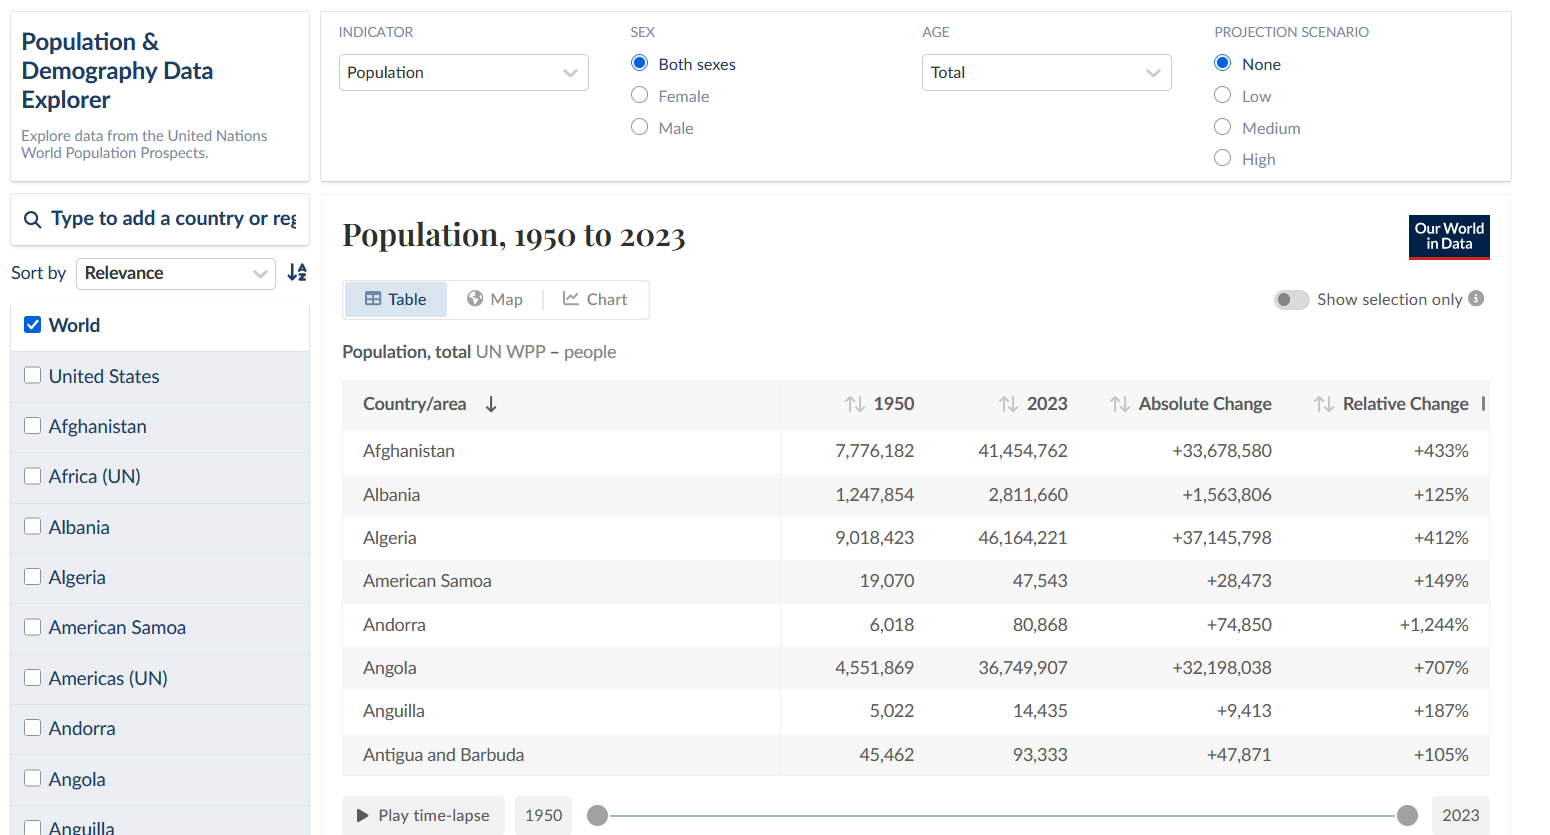 Population &
Demography Data
Explorer
Explore data from the United Nations
World Population Prospects.
INDICATOR
Population
SEX
Both sexes
Female
Male
AGE
Total
PROJECTION SCENARIO
None
Low
Medium
High
Type to add a country or reg
Sort by Relevance
World
United States
Afghanistan
Africa (UN)
Albania
Algeria
American Samoa
Americas (UN)
Andorra
Angola
Anguilla
Population, 1950 to 2023
Our World
in Data
Table Map Chart
Show selection only
Population, total UN WPP – people
Country/area 1950 2023 Absolute Change Relative Change
Afghanistan 7,776,182 41,454,762 +33,678,580 +433%
Albania 1,247,854 2,811,660 +1,563,806 +125%
Algeria 9,018,423 46,164,221 +37,145,798 +412%
American Samoa 19,070 47,543 +28,473 +149%
Andorra 6,018 80,868 +74,850 +1,244%
Angola 4,551,869 36,749,907 +32,198,038 +707%
Anguilla 5,022 14,435 +9,413 +187%
Antigua and Barbuda 45,462 93,333 +47,871 +105%
Play time-lapse 1950 2023